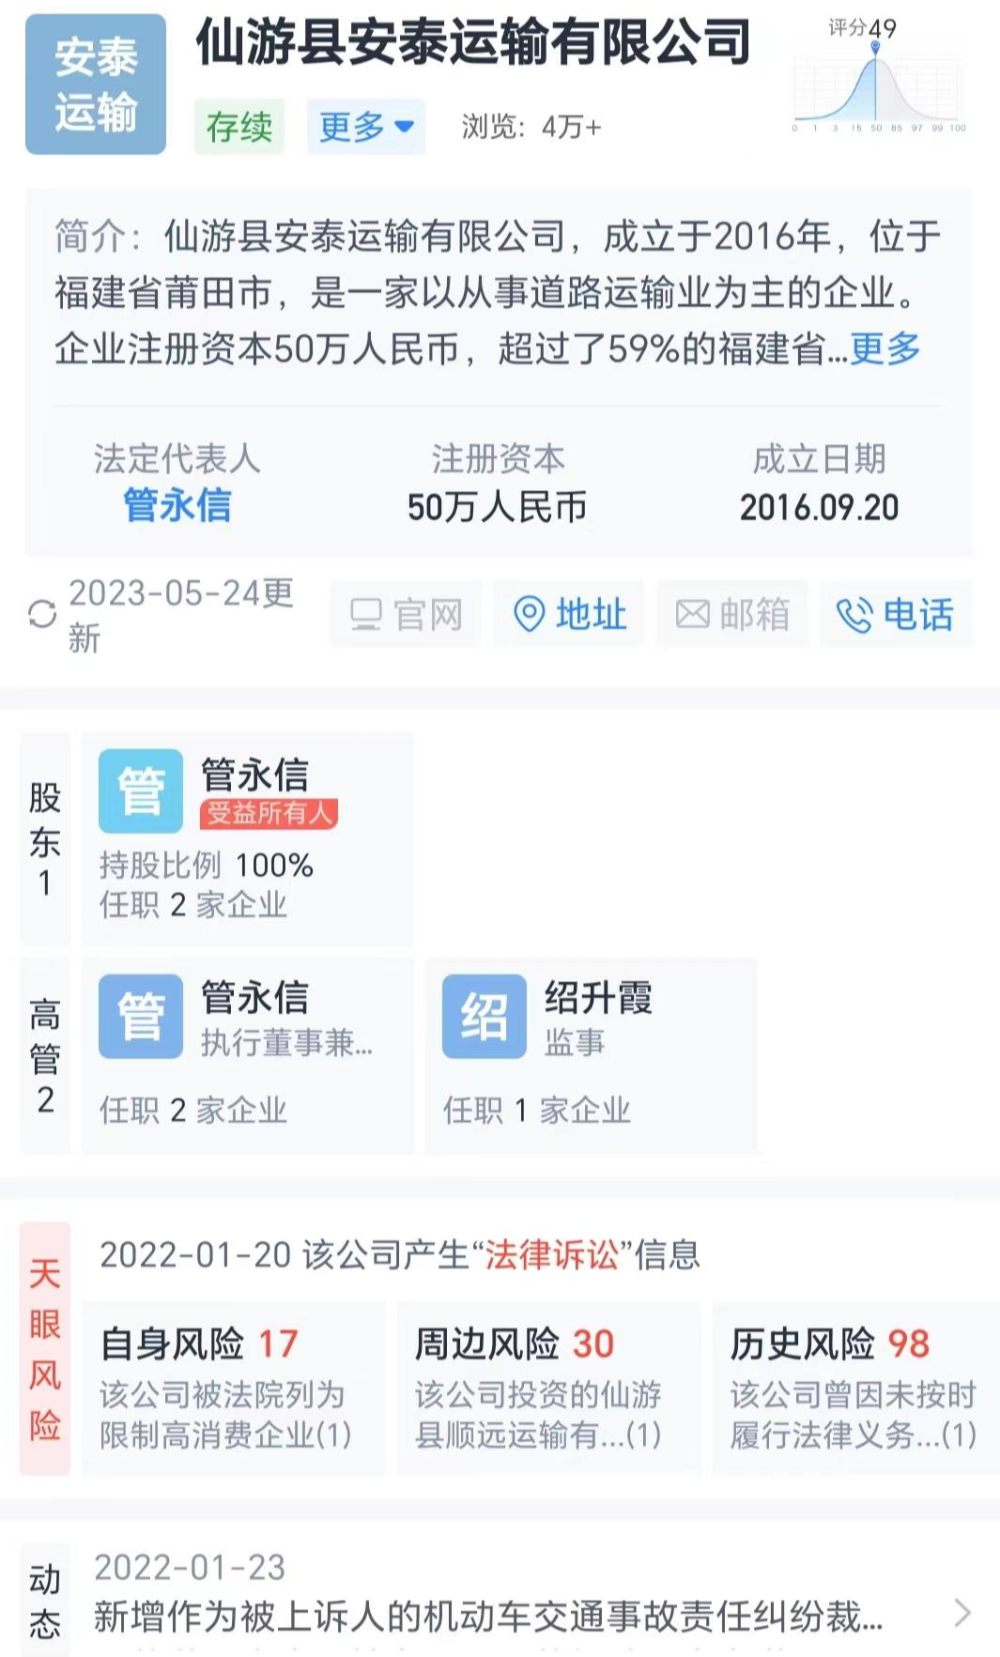 安泰
运输
仙游县安泰运输有限公司
评分49
存续
更多
浏览：4万+
0 1 3 15 50 85 97 99 100
简介：仙游县安泰运输有限公司，成立于2016年，位于
福建省莆田市，是一家以从事道路运输业为主的企业。
企业注册资本50万人民币，超过了59%的福建省...更多
法定代表人 注册资本 成立日期
管永信 50万人民币 2016.09.20
2023-05-24更
新
官网 地址 邮箱 电话
股东1
管
管永信
受益所有人
持股比例 100%
任职 2 家企业
高管2
管
管永信
执行董事兼...
任职 2 家企业
绍
绍升霞
监事
任职 1 家企业
天眼风险
2022-01-20 该公司产生“法律诉讼”信息
自身风险 17
该公司被法院列为
限制高消费企业(1)
周边风险 30
该公司投资的仙游
县顺远运输有...(1)
历史风险 98
该公司曾因未按时
履行法律义务...(1)
动态
2022-01-23
新增作为被上诉人的机动车交通事故责任纠纷裁...